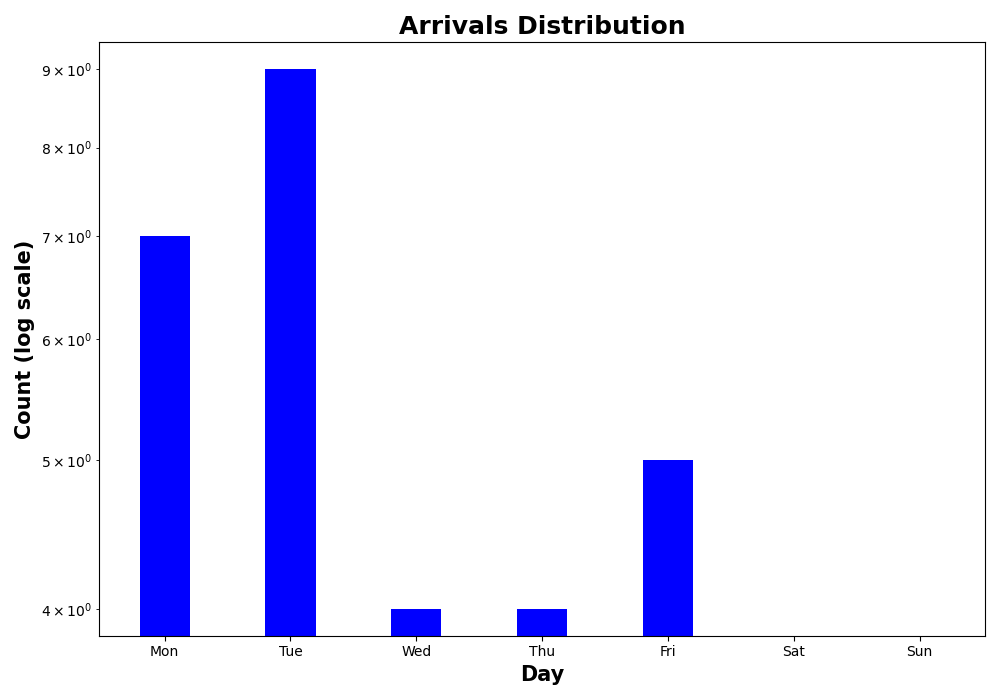 Arrivals Distribution
Count (log scale)
9 × 10⁰
8 × 10⁰
7 × 10⁰
6 × 10⁰
5 × 10⁰
4 × 10⁰
Mon Tue Wed Thu Fri Sat Sun
Day